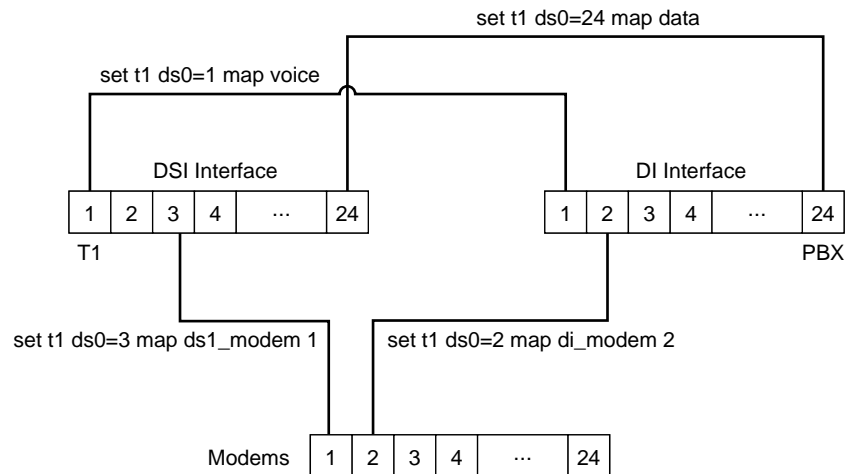 set t1 ds0=24 map data
set t1 ds0=1 map voice
DSI Interface
DI Interface
1 2 3 4 ... 24
1 2 3 4 ... 24
T1
PBX
set t1 ds0=3 map ds1_modem 1
set t1 ds0=2 map di_modem 2
Modems 1 2 3 4 ... 24